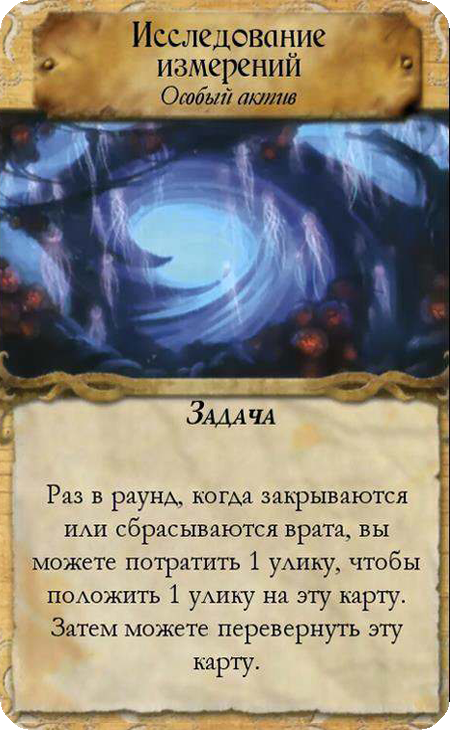 Исследование
измерений
Особый актив
Задача
Раз в раунд, когда закрываются
или сбрасываются врата, вы
можете потратить 1 улику, чтобы
положить 1 улику на эту карту.
Затем можете перевернуть эту
карту.